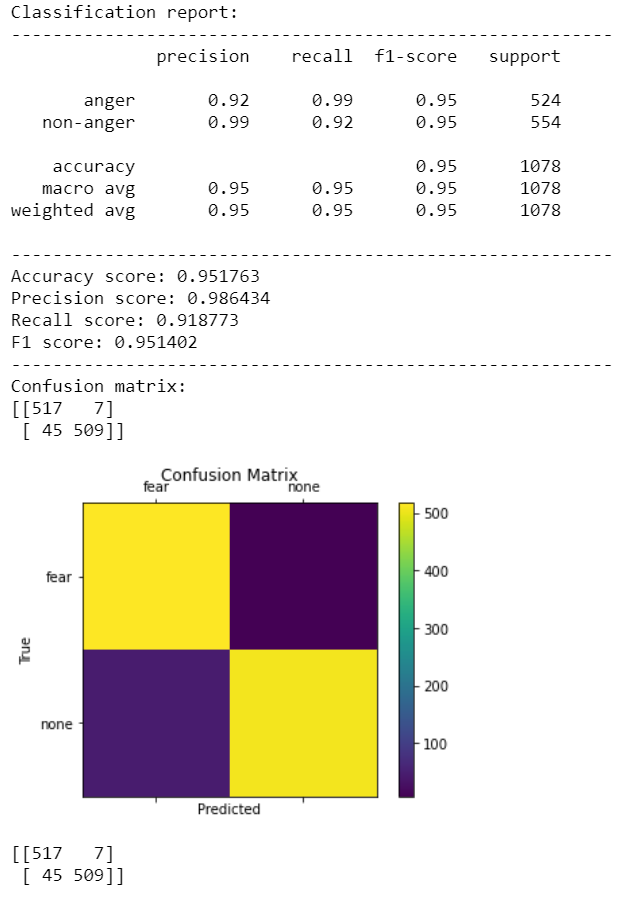 Classification report:
----------------------------------------------------------
precision    recall  f1-score   support
anger       0.92      0.99      0.95       524
non-anger       0.99      0.92      0.95       554
accuracy                           0.95      1078
macro avg       0.95      0.95      0.95      1078
weighted avg       0.95      0.95      0.95      1078
----------------------------------------------------------
Accuracy score: 0.951763
Precision score: 0.986434
Recall score: 0.918773
F1 score: 0.951402
----------------------------------------------------------
Confusion matrix:
[[517   7]
[ 45 509]]
Confusion Matrix
fear none
500
fear
400
300
True
200
none
100
Predicted
[[517   7]
[ 45 509]]